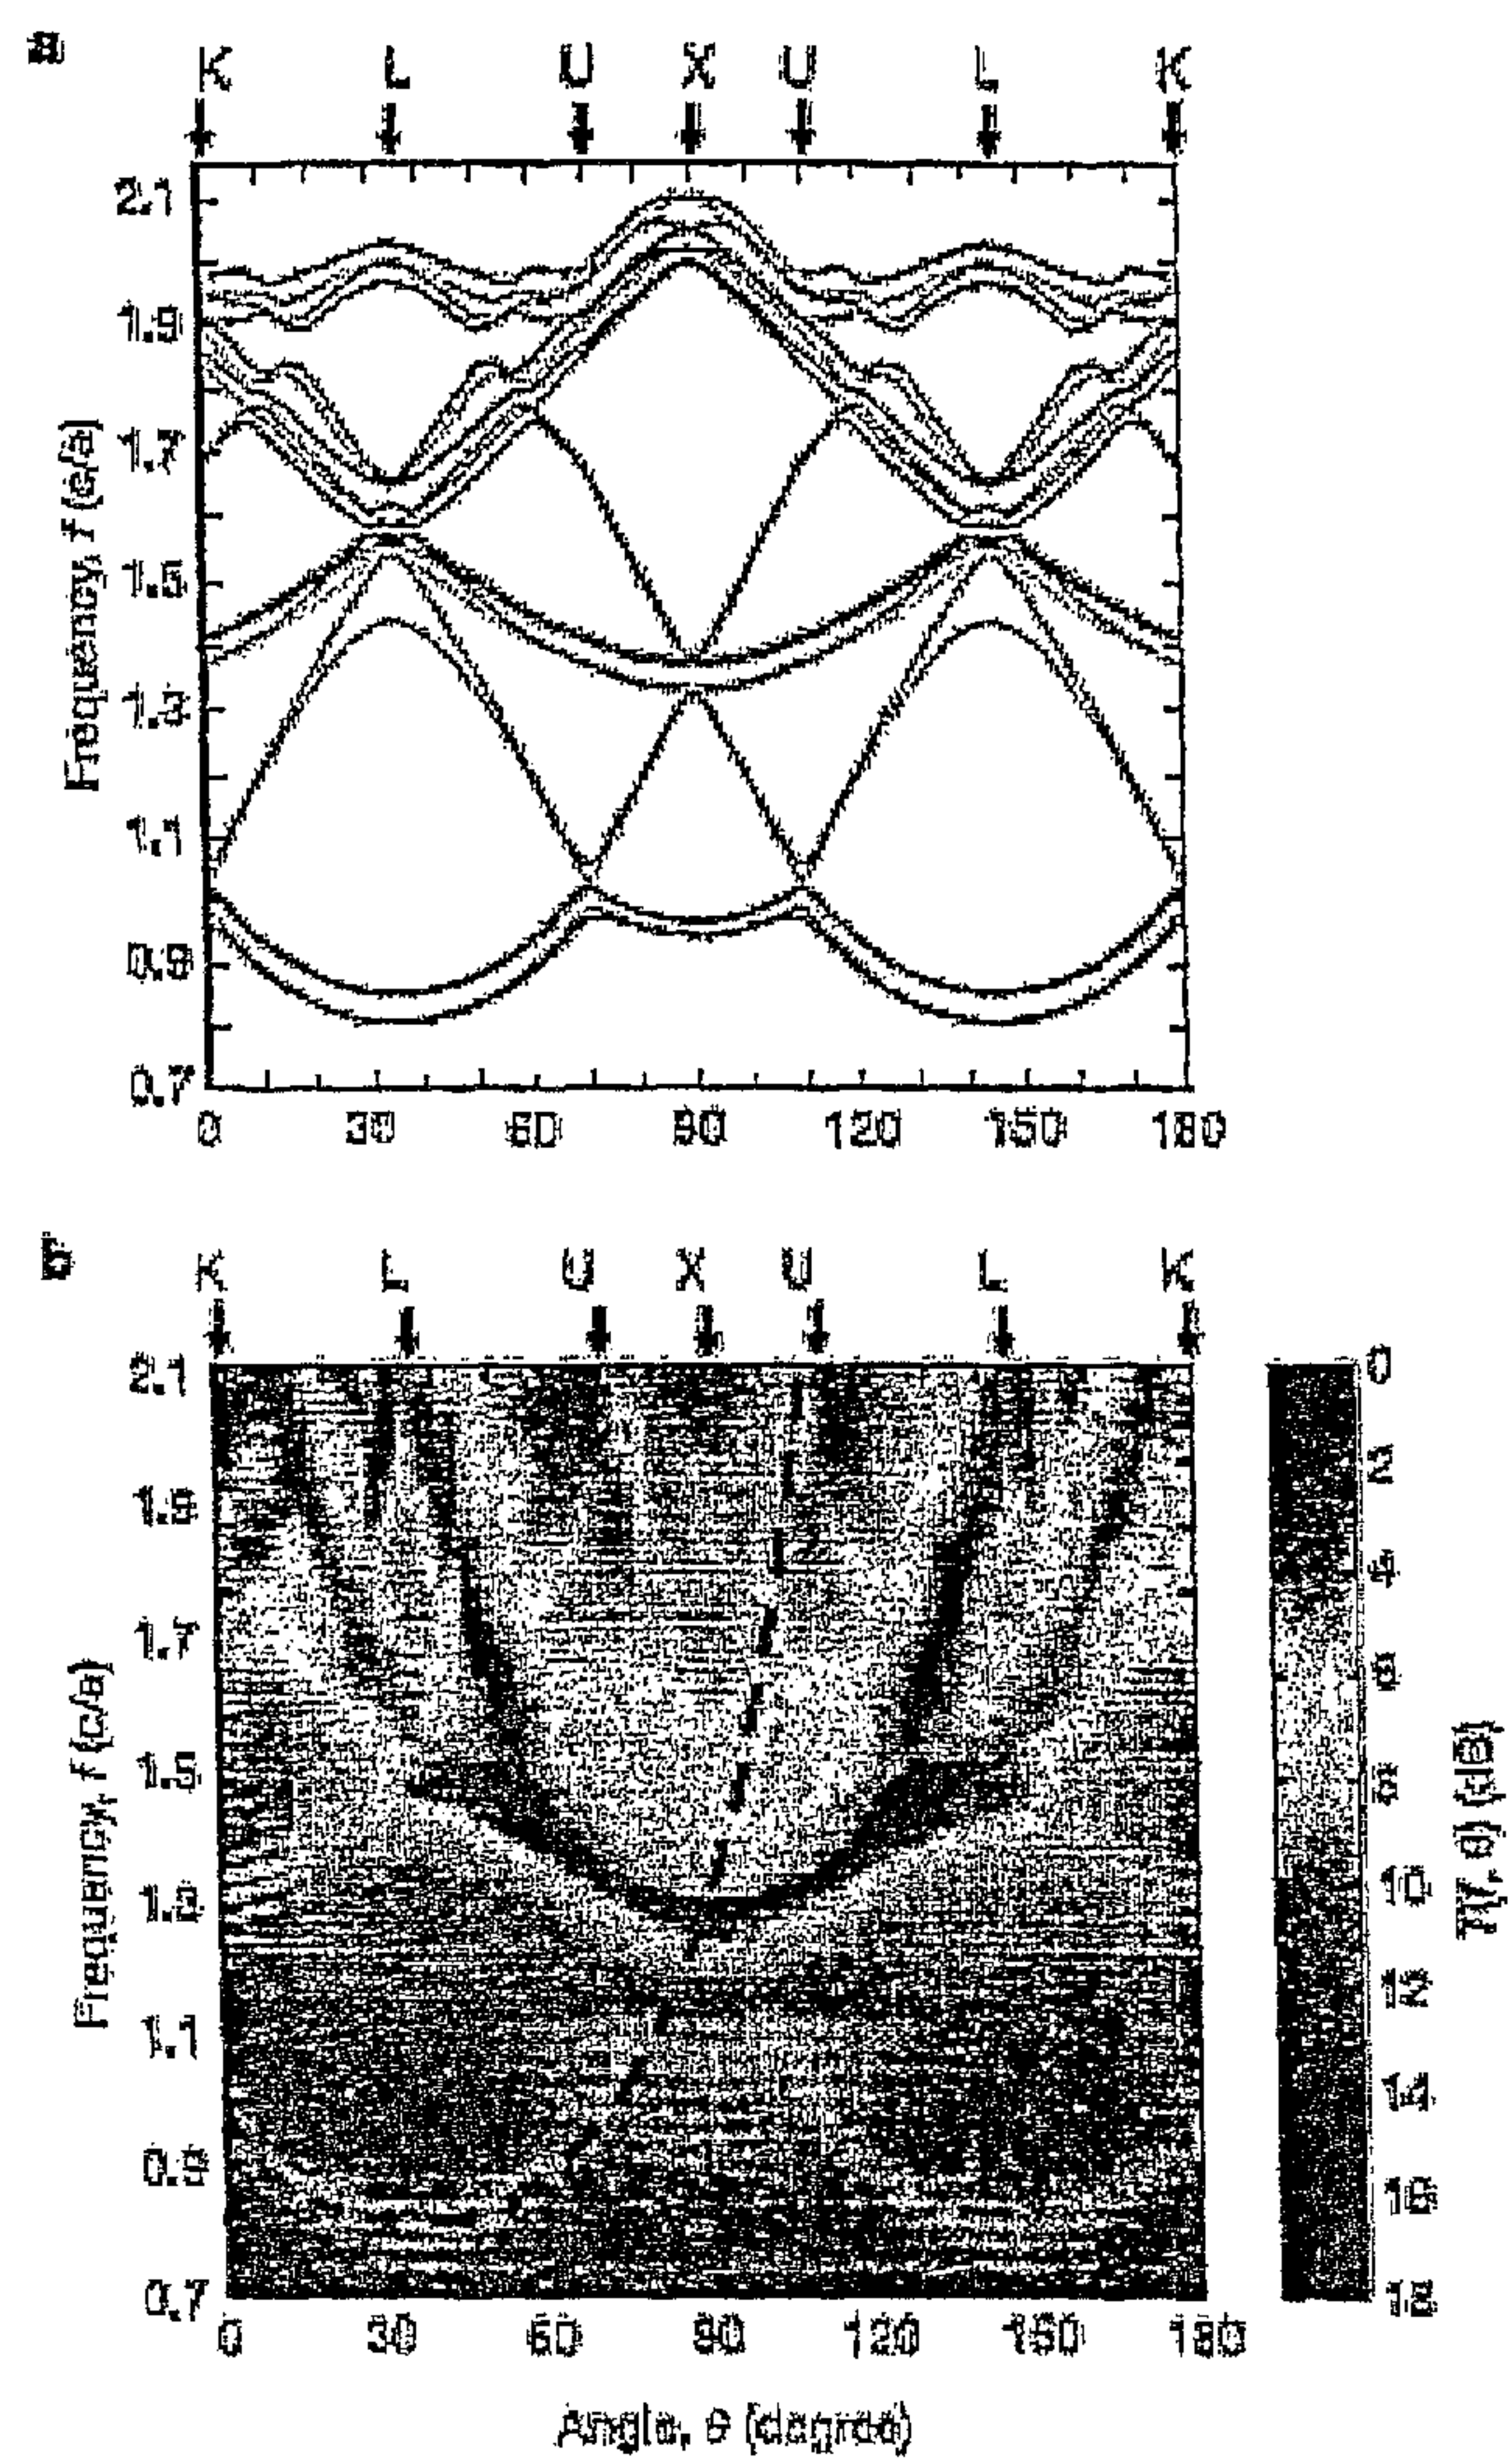 a
K L U X U L K
Frequency, f (c/a)
2.1
1.9
1.7
1.5
1.3
1.1
0.9
0.7
0 30 60 90 120 150 180
b
K L U X U L K
Frequency, f (c/a)
2.1
1.9
1.7
1.5
1.3
1.1
0.9
0.7
0 30 60 90 120 150 180
Angle, θ (degree)
0
2
4
6
8
10
12
14
16
18
T(f, θ) (dB)